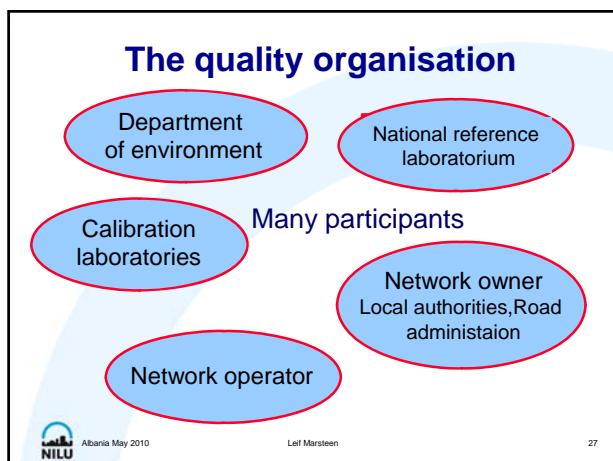 The quality organisation
Department
of environment
National reference
laboratorium
Calibration
laboratories
Many participants
Network owner
Local authorities,Road
administaion
Network operator
NILU
Albania May 2010
Leif Marsteen
27